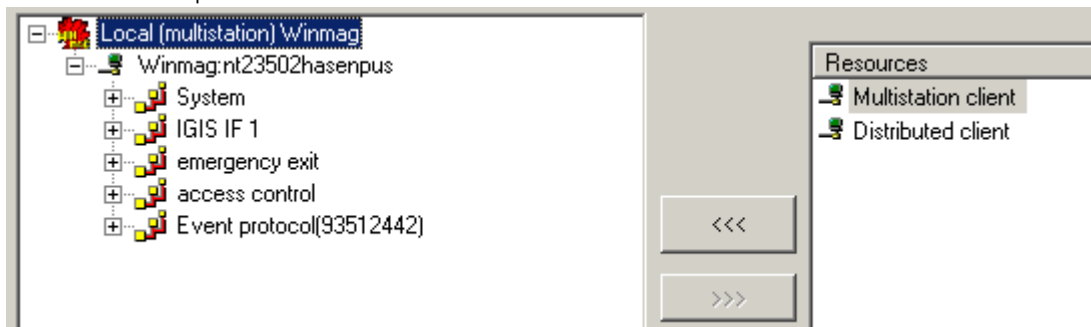 Local (multistation) Winmag
Winmag:nt23502hasenpus
System
IGIS IF 1
emergency exit
access control
Event protocol(93512442)
<<<
>>>
Resources
Multistation client
Distributed client